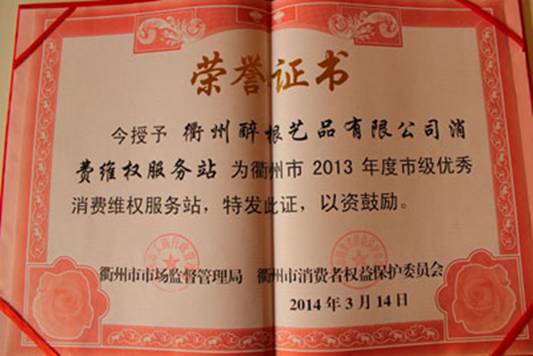 荣誉证书
今授予 衢州醉根艺品有限公司消
费维权服务站 为衢州市 2013 年度市级优秀
消费维权服务站，特发此证，以资鼓励。
衢州市市场监督管理局 衢州市消费者权益保护委员会
2014 年 3 月 14 日